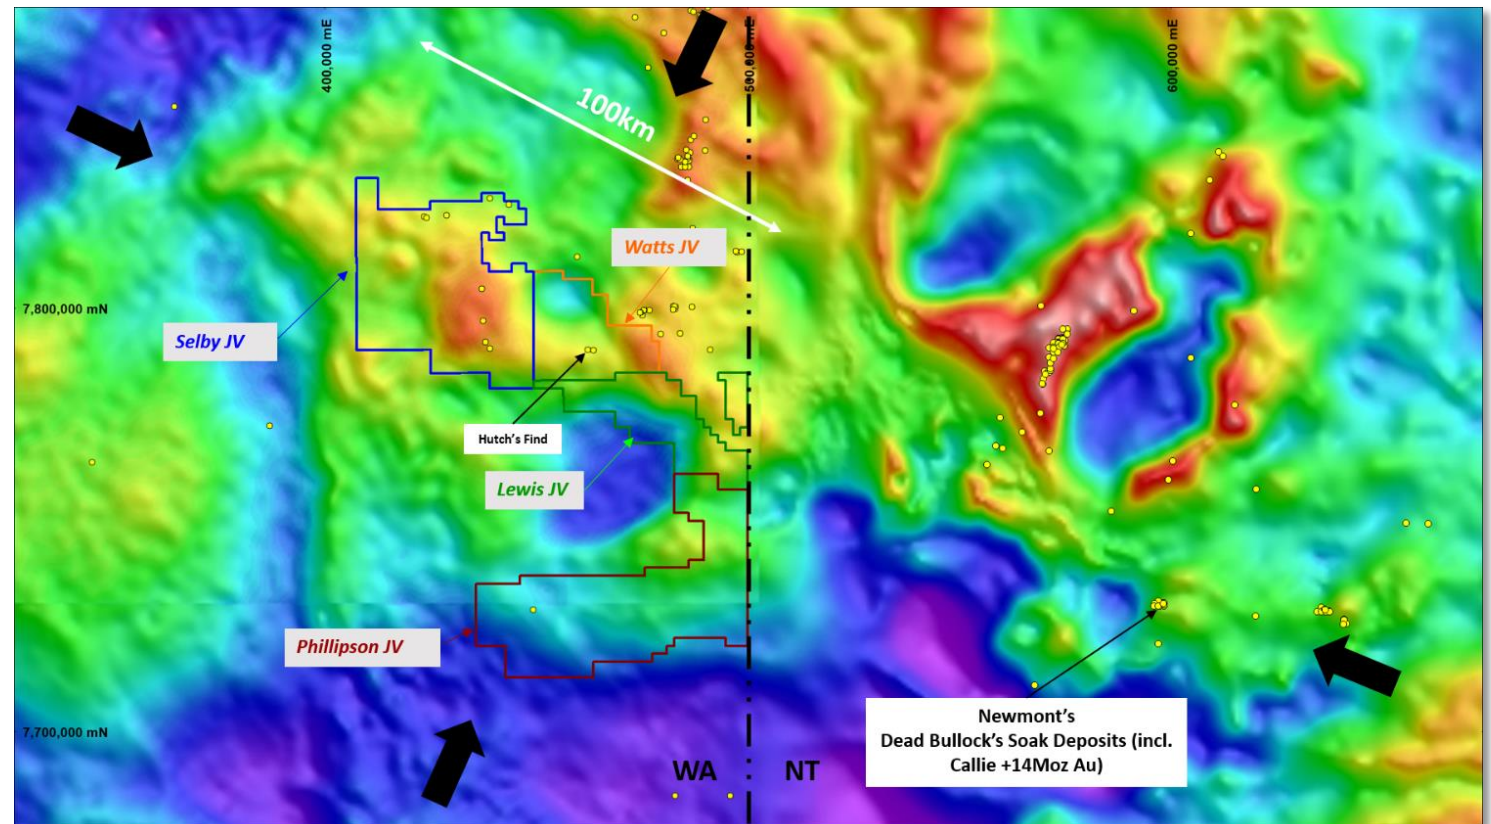 400,000 mE
500,000 mE
600,000 mE
100km
Watts JV
7,800,000 mN
Selby JV
Hutch's Find
Lewis JV
Phillipson JV
Newmont's
Dead Bullock's Soak Deposits (incl.
Callie +14Moz Au)
7,700,000 mN
WA
NT